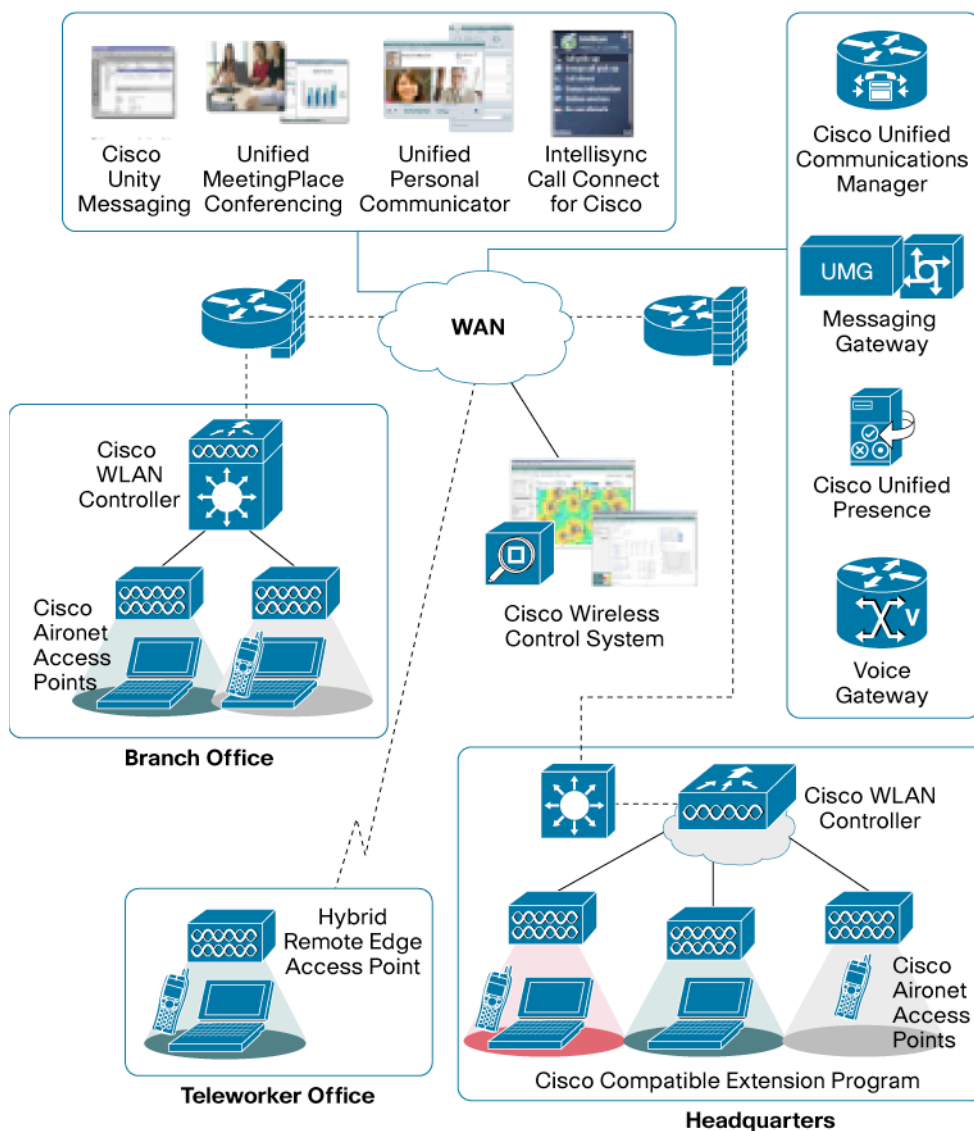 Cisco
Unity
Messaging
Unified
MeetingPlace
Conferencing
Unified
Personal
Communicator
Intellisync
Call Connect
for Cisco
Cisco Unified
Communications
Manager
UMG
Messaging
Gateway
Cisco Unified
Presence
V
Voice
Gateway
WAN
Cisco
WLAN
Controller
Cisco
Aironet
Access
Points
Branch Office
Cisco Wireless
Control System
Hybrid
Remote Edge
Access Point
Teleworker Office
Cisco WLAN
Controller
Cisco
Aironet
Access
Points
Cisco Compatible Extension Program
Headquarters